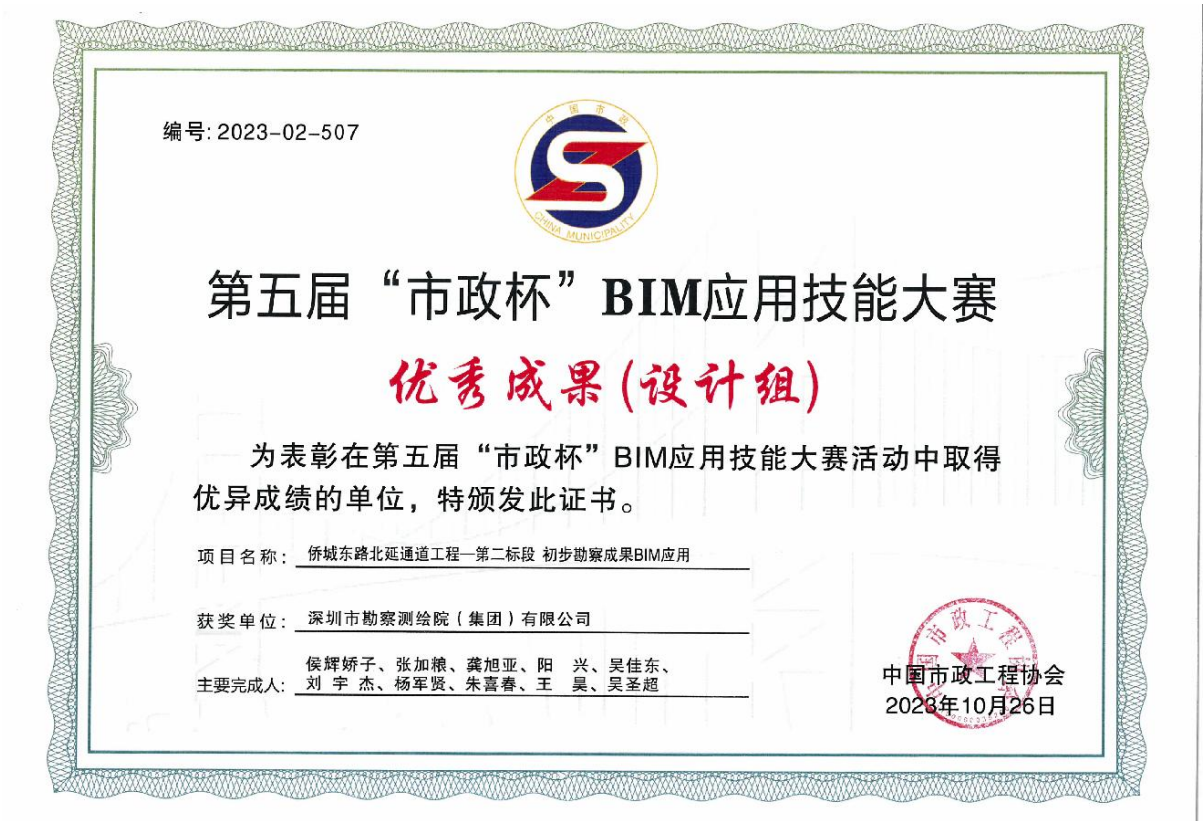 编号: 2023-02-507
中国市政
CHINA MUNICIPALITY
第五届“市政杯”BIM应用技能大赛
优秀成果(设计组)
为表彰在第五届“市政杯”BIM应用技能大赛活动中取得
优异成绩的单位，特颁发此证书。
项目名称: 侨城东路北延通道工程—第二标段 初步勘察成果BIM应用
获奖单位: 深圳市勘察测绘院（集团）有限公司
侯辉娇子、张加粮、龚旭亚、阳 兴、吴佳东、
主要完成人: 刘宇杰、杨军贤、朱喜春、王 昊、吴圣超
中国市政工程协会
中国市政工程协会
2023年10月26日